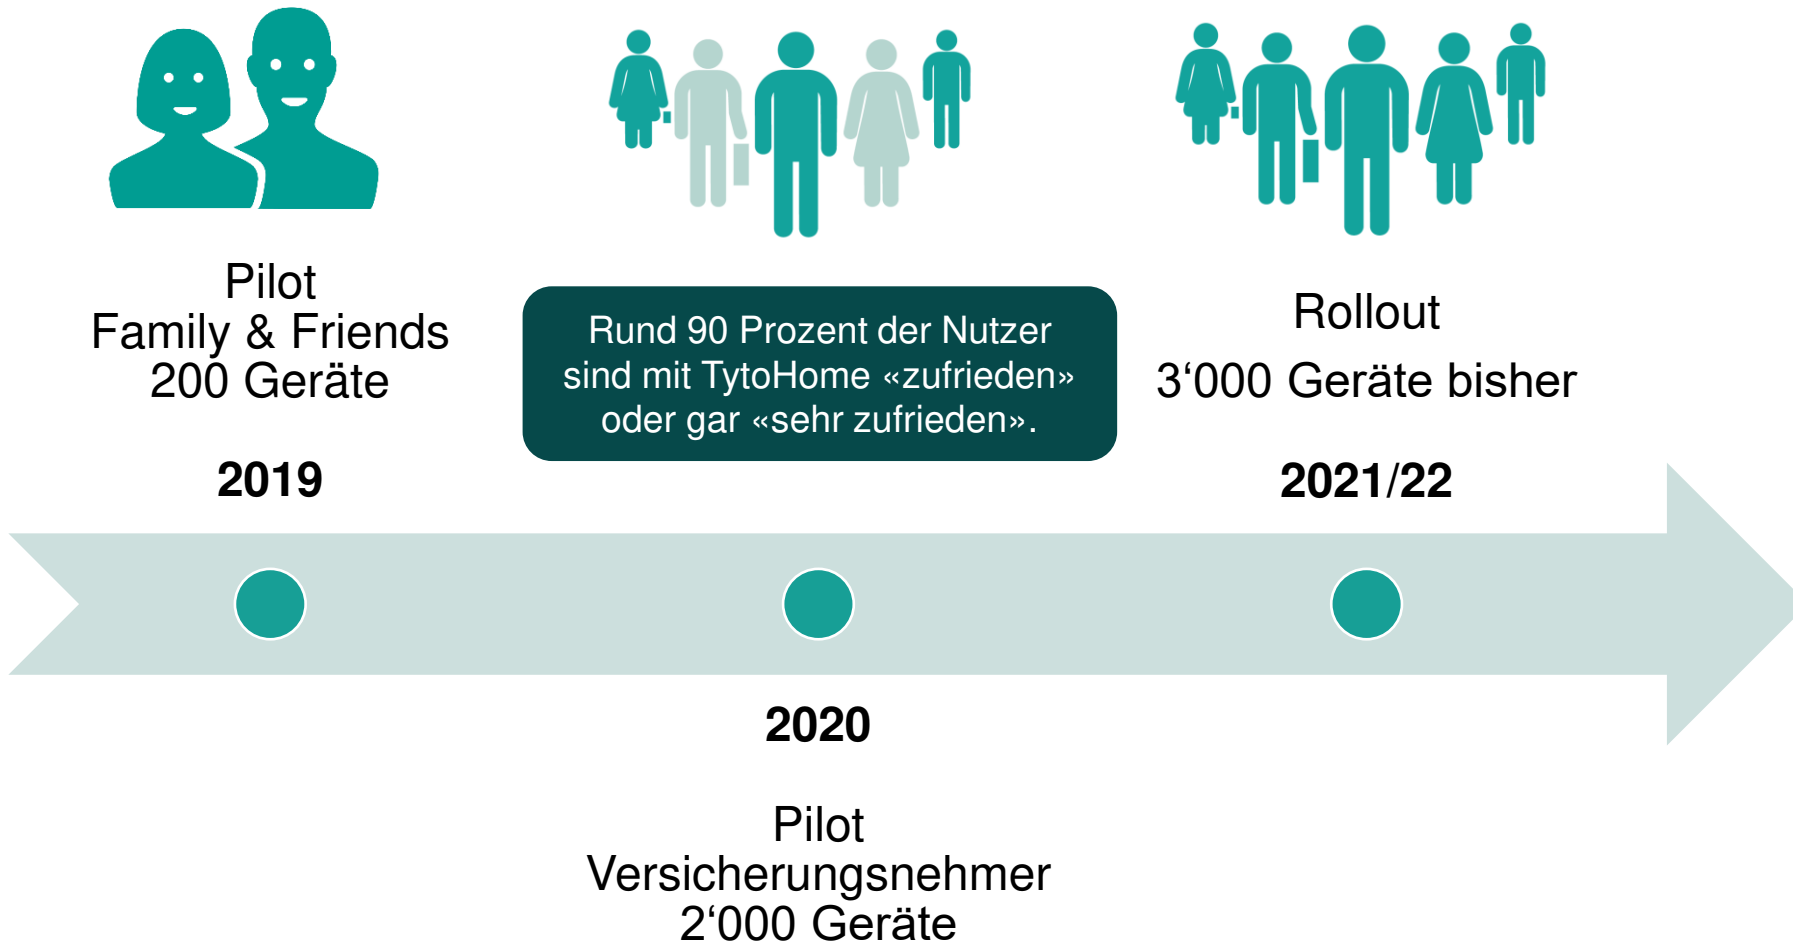 Pilot
Family & Friends
200 Geräte
2019
Rund 90 Prozent der Nutzer
sind mit TytoHome «zufrieden»
oder gar «sehr zufrieden».
2020
Pilot
Versicherungsnehmer
2‘000 Geräte
Rollout
3‘000 Geräte bisher
2021/22